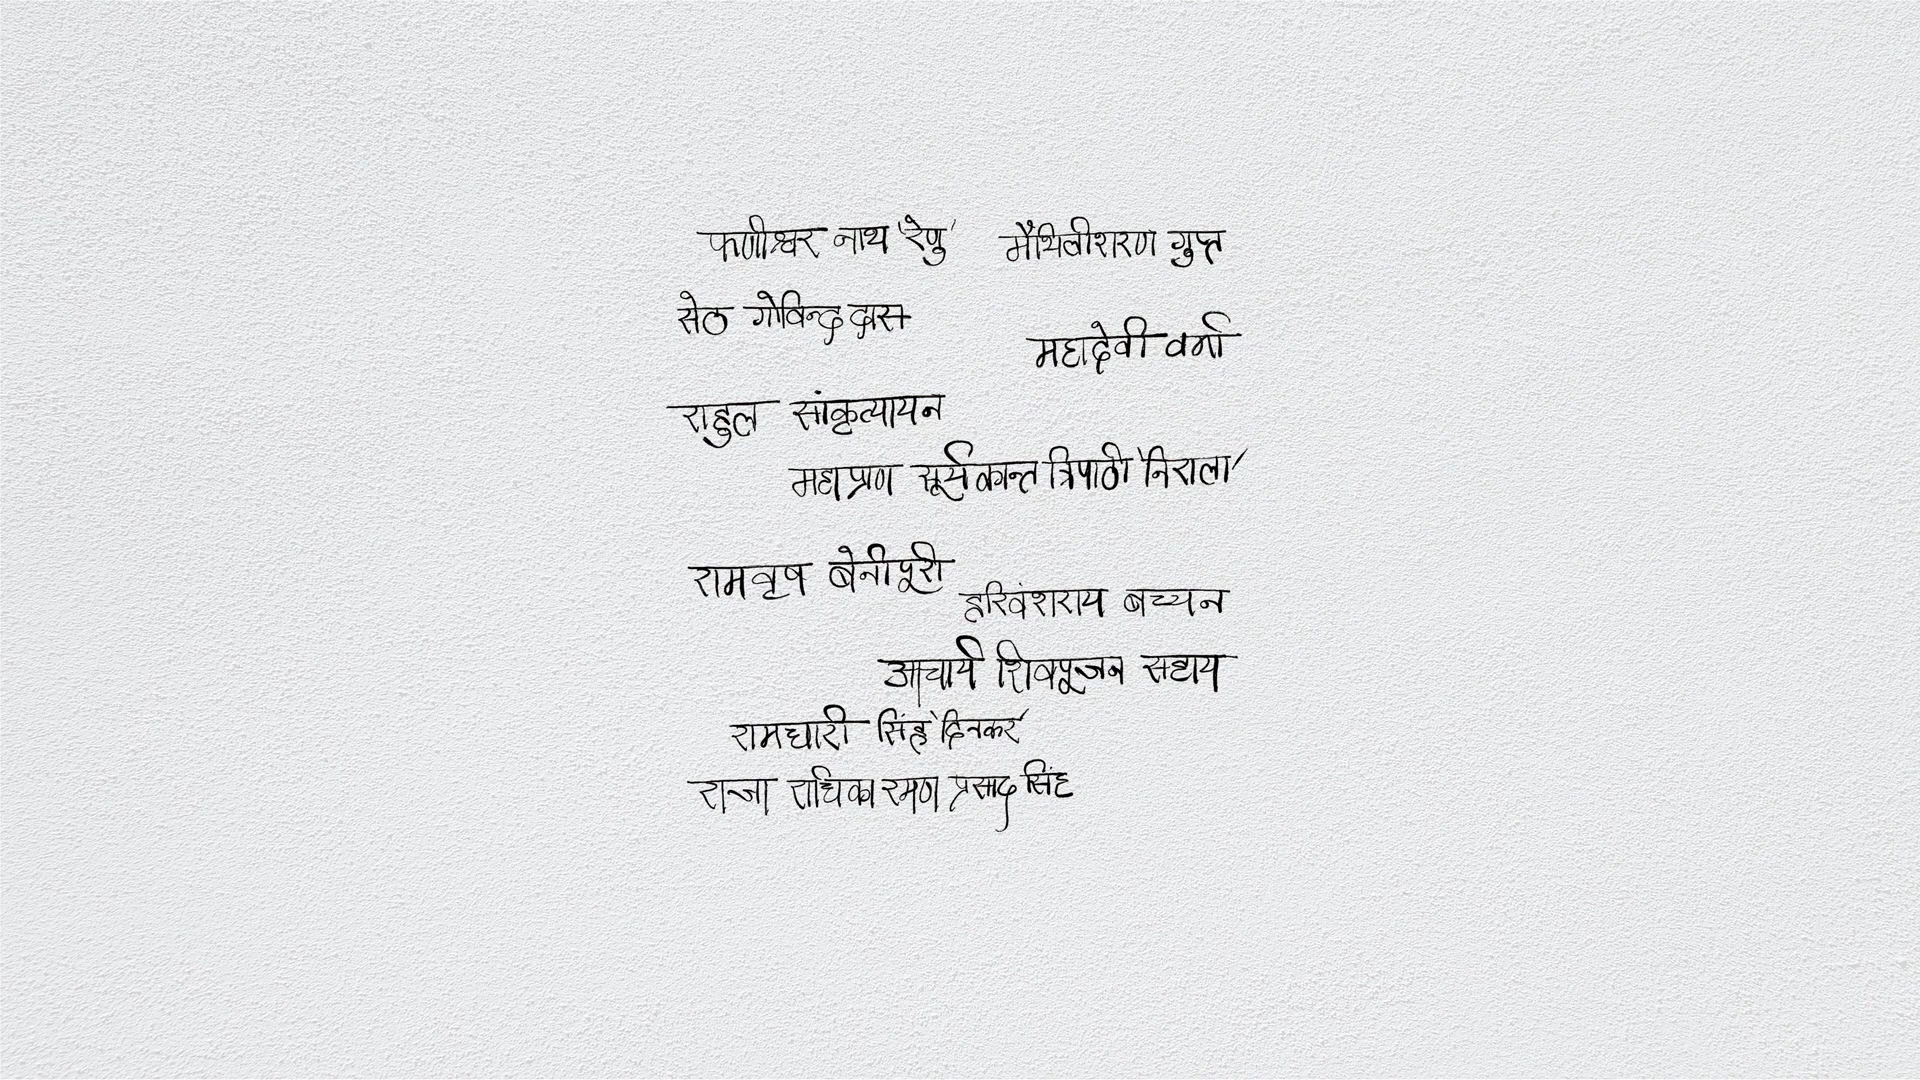 फणीश्वर नाथ 'रेणु' मैथिलीशरण गुप्त
सेठ गोविन्द दास
महादेवी वर्मा
राहुल सांकृत्यायन
महाप्राण सूर्यकान्त त्रिपाठी 'निराला'
रामवृष बेनीपूरी
हरिवंशराय बच्चन
आचार्य शिवपूजन सहाय
रामधारी सिंह 'दिनकर'
राजा राधिका रमण प्रसाद सिंह